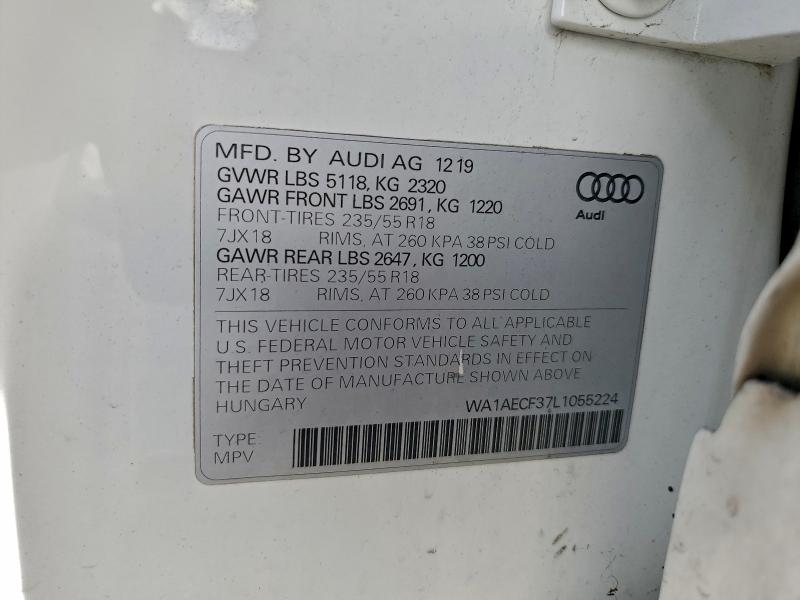 MFD. BY AUDI AG 12 19
GVWR LBS 5118, KG 2320
GAWR FRONT LBS 2691, KG 1220
FRONT-TIRES 235/55 R18
7JX18 RIMS, AT 260 KPA 38 PSI COLD
GAWR REAR LBS 2647, KG 1200
REAR-TIRES 235/55 R18
7JX18 RIMS, AT 260 KPA 38 PSI COLD
Audi
THIS VEHICLE CONFORMS TO ALL APPLICABLE
U.S. FEDERAL MOTOR VEHICLE SAFETY AND
THEFT PREVENTION STANDARDS IN EFFECT ON
THE DATE OF MANUFACTURE SHOWN ABOVE
HUNGARY WA1AECF37L1055224
TYPE:
MPV